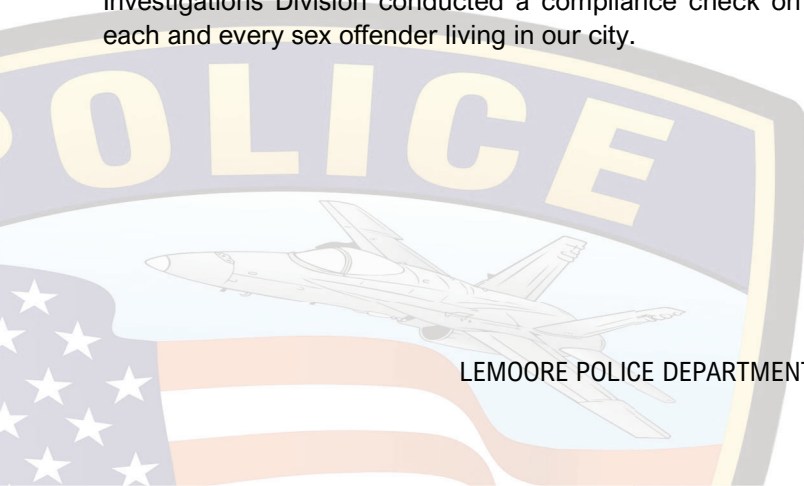 Investigations Division conducted a compliance check on
each and every sex offender living in our city.
POLICE
LEMOORE POLICE DEPARTMENT